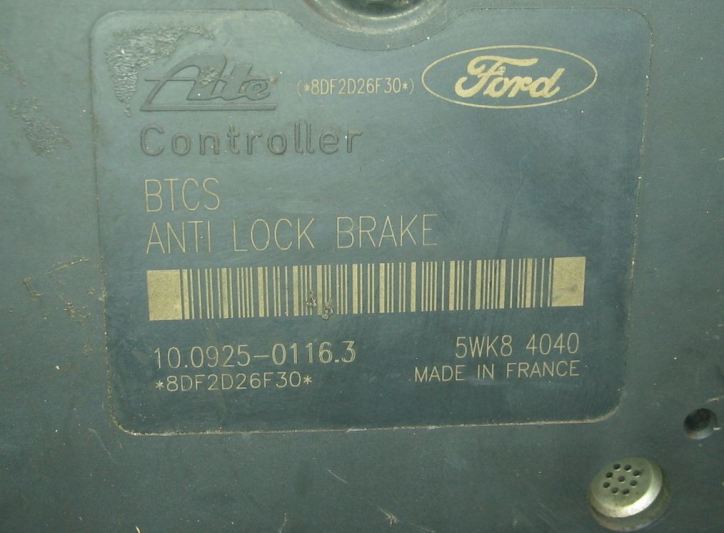 Ate (*8DF2D26F30*) Ford
Controller
BTCS
ANTI LOCK BRAKE
10.0925-0116.3 5WK8 4040
*8DF2D26F30* MADE IN FRANCE